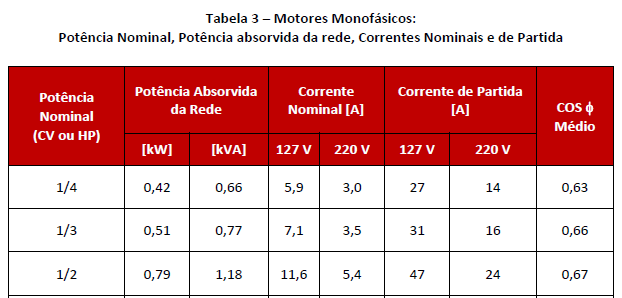 Tabela 3 – Motores Monofásicos:
Potência Nominal, Potência absorvida da rede, Correntes Nominais e de Partida
Potência Nominal (CV ou HP) Potência Absorvida da Rede Corrente Nominal [A] Corrente de Partida [A] COS ϕ Médio
[kW] [kVA] 127 V 220 V 127 V 220 V
1/4 0,42 0,66 5,9 3,0 27 14 0,63
1/3 0,51 0,77 7,1 3,5 31 16 0,66
1/2 0,79 1,18 11,6 5,4 47 24 0,67